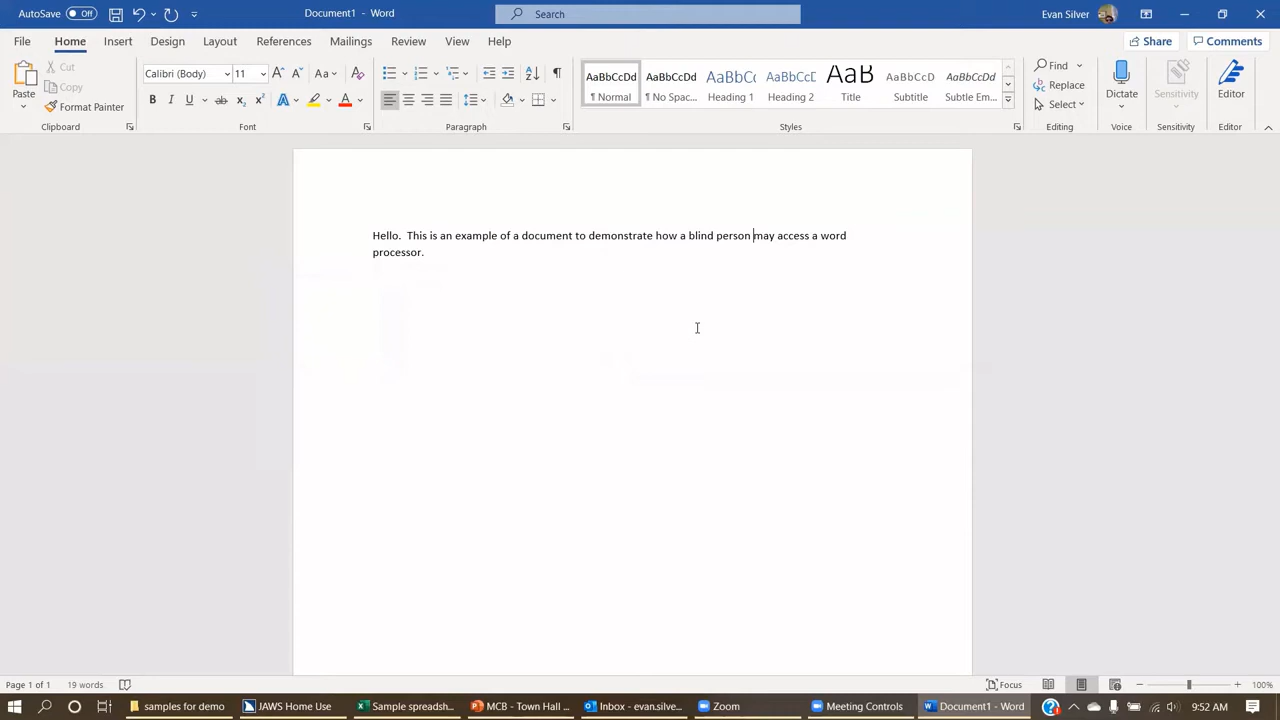 AutoSave Off Document1 - Word Search Evan Silver
File Home Insert Design Layout References Mailings Review View Help Share Comments
Paste Cut Copy Format Painter
Clipboard
Calibri (Body) 11 Aa
B I U ab x2 x2 A A
Font
Paragraph
AaBbCcDd AaBbCcDd AaBbCc AaBbCcE AaB AaBbCcD AaBbCcDd
¶ Normal ¶ No Spac... Heading 1 Heading 2 Title Subtitle Subtle Em...
Styles
Find
Replace
Select
Editing
Dictate
Voice
Sensitivity
Sensitivity
Editor
Editor
Hello. This is an example of a document to demonstrate how a blind person may access a word
processor.
Page 1 of 1 19 words Focus 100%
samples for demo JAWS Home Use Sample spreadsh... MCB - Town Hall ... Inbox - evan.silve... Zoom Meeting Controls Document1 - Word 9:52 AM